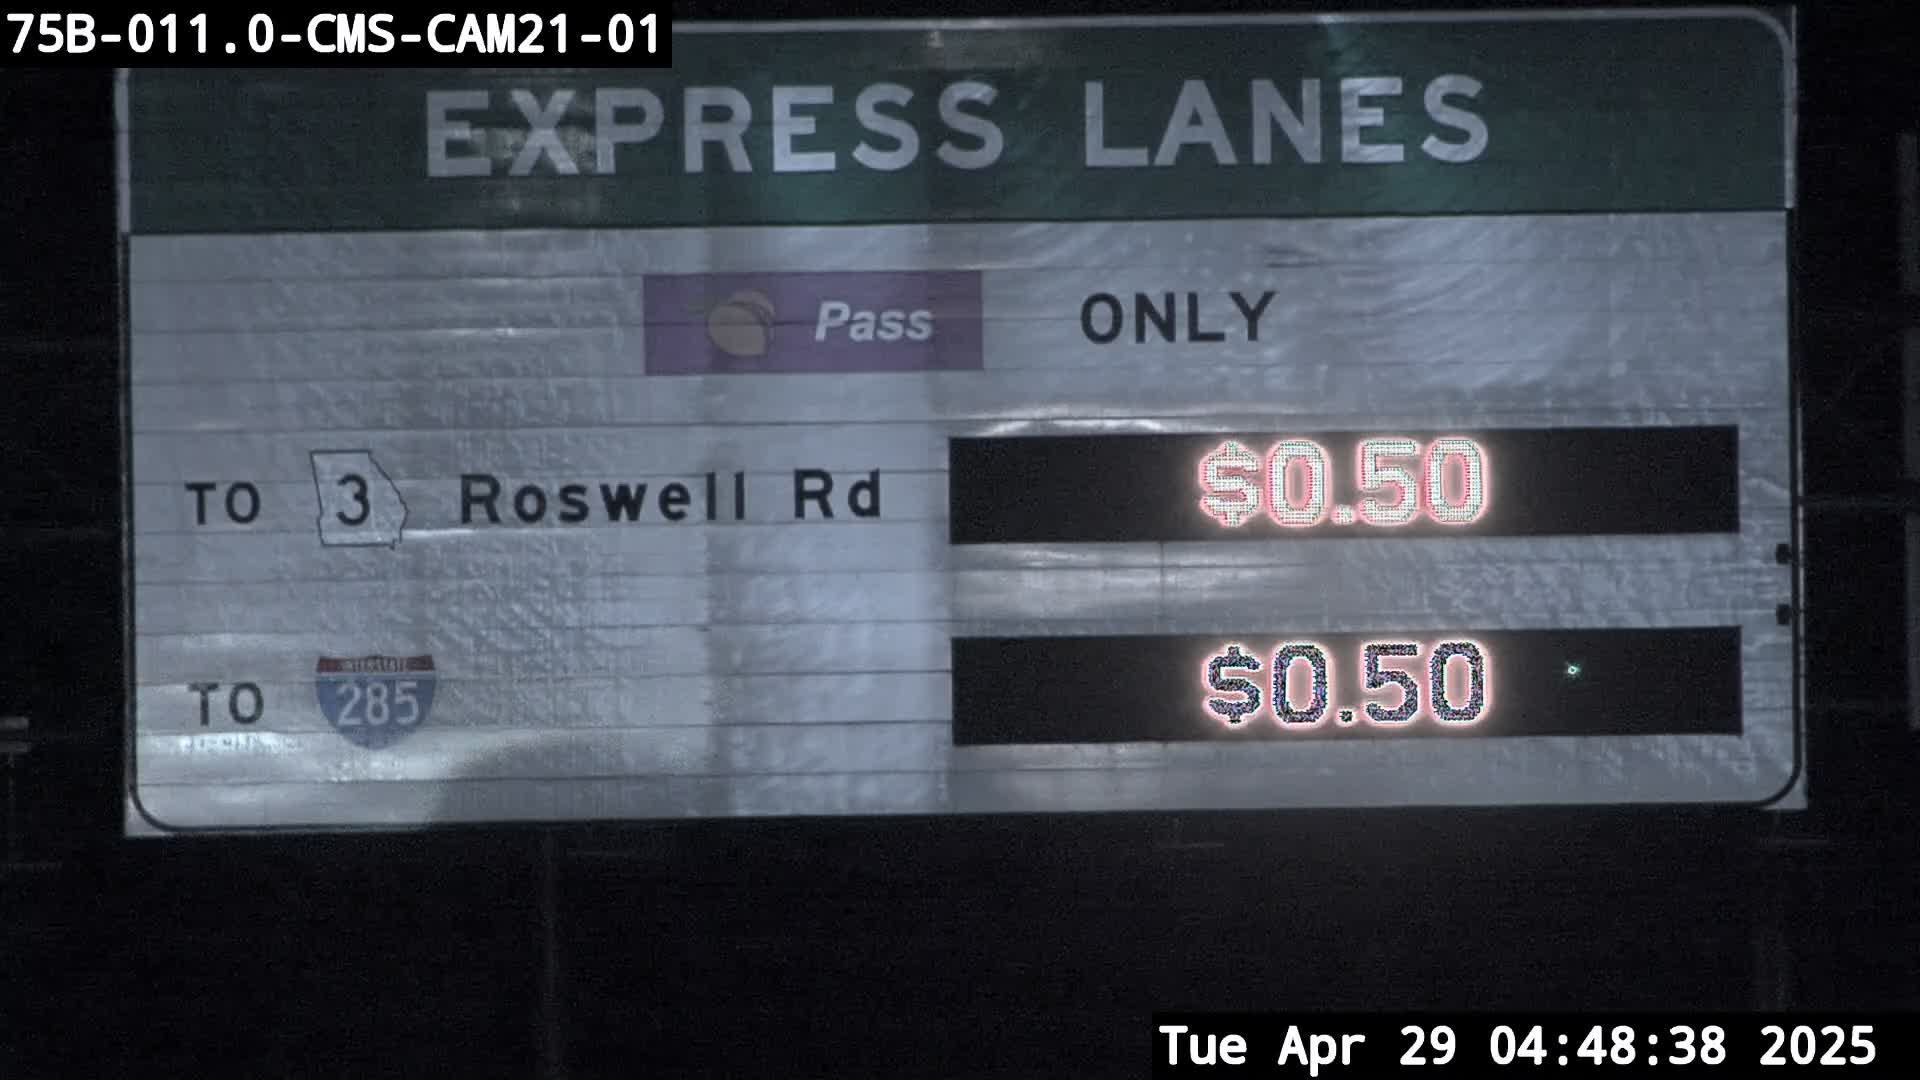 75B-011.0-CMS-CAM21-01
EXPRESS LANES
Pass ONLY
TO 3 Roswell Rd $0.50
TO INTERSTATE 285 $0.50
Tue Apr 29 04:48:38 2025